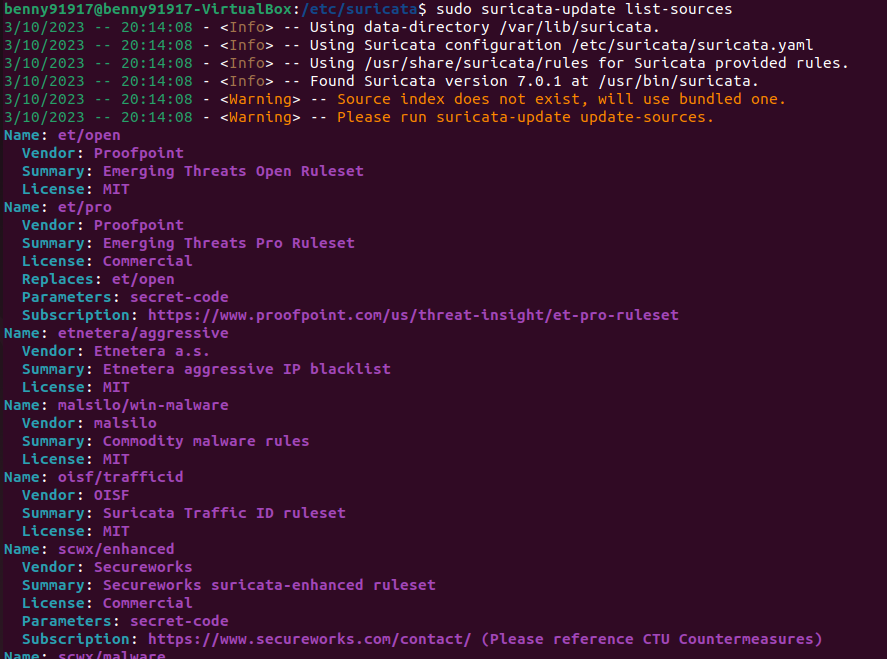 benny91917@benny91917-VirtualBox:/etc/suricata$ sudo suricata-update list-sources
3/10/2023 -- 20:14:08 - <Info> -- Using data-directory /var/lib/suricata.
3/10/2023 -- 20:14:08 - <Info> -- Using Suricata configuration /etc/suricata/suricata.yaml
3/10/2023 -- 20:14:08 - <Info> -- Using /usr/share/suricata/rules for Suricata provided rules.
3/10/2023 -- 20:14:08 - <Info> -- Found Suricata version 7.0.1 at /usr/bin/suricata.
3/10/2023 -- 20:14:08 - <Warning> -- Source index does not exist, will use bundled one.
3/10/2023 -- 20:14:08 - <Warning> -- Please run suricata-update update-sources.
Name: et/open
  Vendor: Proofpoint
  Summary: Emerging Threats Open Ruleset
  License: MIT
Name: et/pro
  Vendor: Proofpoint
  Summary: Emerging Threats Pro Ruleset
  License: Commercial
  Replaces: et/open
  Parameters: secret-code
  Subscription: https://www.proofpoint.com/us/threat-insight/et-pro-ruleset
Name: etnetera/aggressive
  Vendor: Etnetera a.s.
  Summary: Etnetera aggressive IP blacklist
  License: MIT
Name: malsilo/win-malware
  Vendor: malsilo
  Summary: Commodity malware rules
  License: MIT
Name: oisf/trafficid
  Vendor: OISF
  Summary: Suricata Traffic ID ruleset
  License: MIT
Name: scwx/enhanced
  Vendor: Secureworks
  Summary: Secureworks suricata-enhanced ruleset
  License: Commercial
  Parameters: secret-code
  Subscription: https://www.secureworks.com/contact/ (Please reference CTU Countermeasures)
Name: scwx/malware